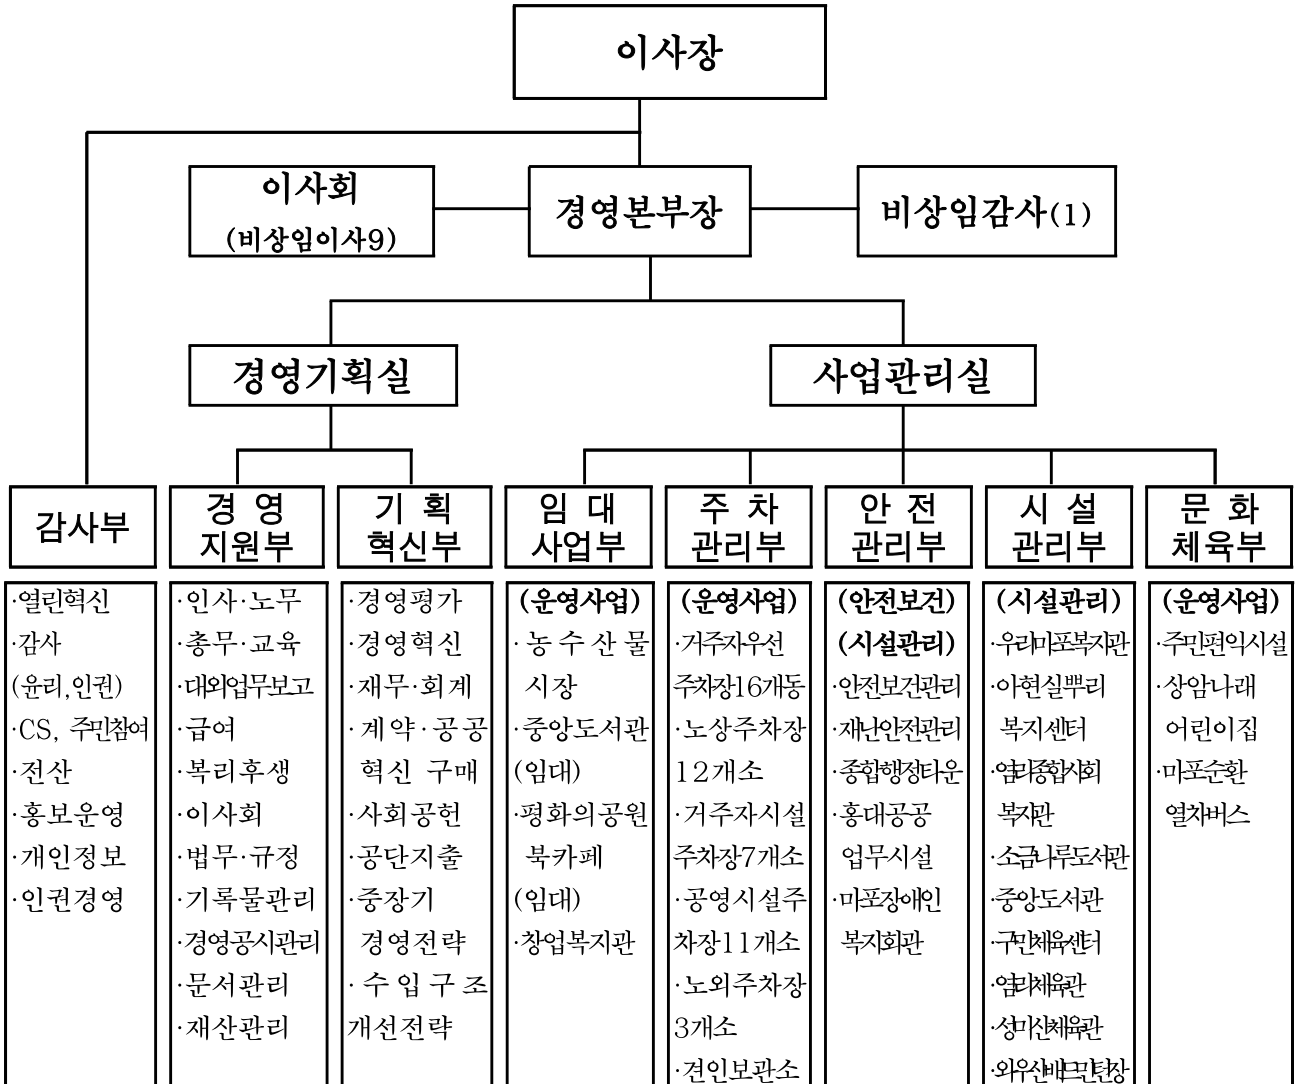 이사장
이사회
(비상임이사9)
경영본부장
비상임감사(1)
경영기획실
사업관리실
감사부
경 영
지원부
기 획
혁신부
임 대
사업부
주 차
관리부
안 전
관리부
시 설
관리부
문 화
체육부
·열린혁신
·감사
(윤리,인권)
·CS, 주민참여
·전산
·홍보운영
·개인정보
·인권경영
·인사·노무
·총무·교육
·대외업무보고
·급여
·복리후생
·이사회
·법무·규정
·기록물관리
·경영공시관리
·문서관리
·재산관리
·경영평가
·경영혁신
·재무·회계
·계약·공공
혁신 구매
·사회공헌
·공단지출
·중장기
경영전략
·수입구조
개선전략
(운영사업)
·농수산물
시장
·중앙도서관
(임대)
·평화의공원
북카페
(임대)
·창업복지관
(운영사업)
·거주자우선
주차장16개동
·노상주차장
12개소
·거주자시설
주차장7개소
·공영시설주
차장11개소
·노외주차장
3개소
·견인보관소
(안전보건)
(시설관리)
·안전보건관리
·재난안전관리
·종합행정타운
·홍대공공
업무시설
·마포장애인
복지회관
(시설관리)
·우리마포복지관
·아현실뿌리
복지센터
·염리종합사회
복지관
·소금나루도서관
·중앙도서관
·구민체육센터
·염리체육관
·성미산체육관
·와우산배드민턴장
(운영사업)
·주민편익시설
·상암나래
어린이집
·마포순환
열차버스